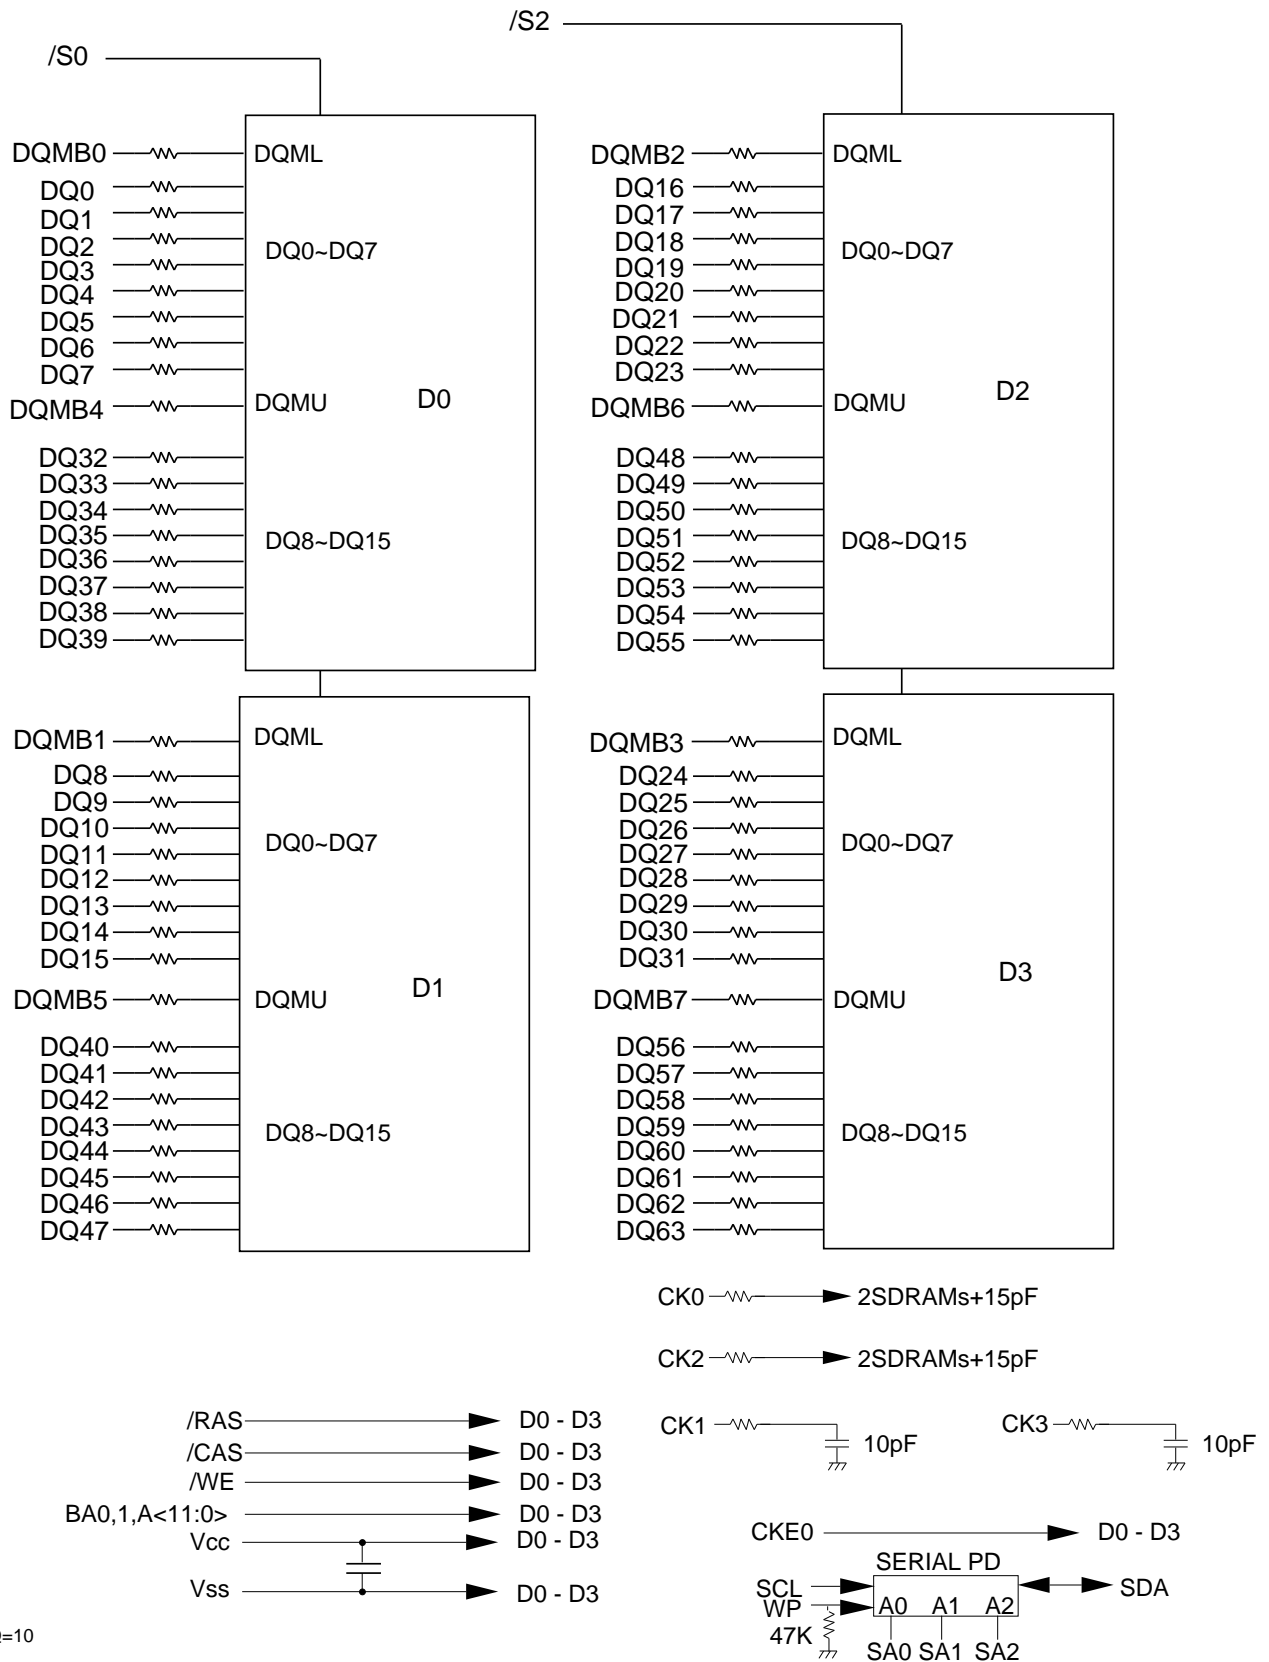 /S0
/S2
DQMB0 DQML
DQ0
DQ1
DQ2 DQ0~DQ7
DQ3
DQ4
DQ5
DQ6
DQ7
DQMB4 DQMU D0
DQ32
DQ33
DQ34
DQ35 DQ8~DQ15
DQ36
DQ37
DQ38
DQ39
DQMB2 DQML
DQ16
DQ17
DQ18 DQ0~DQ7
DQ19
DQ20
DQ21
DQ22
DQ23
DQMB6 DQMU D2
DQ48
DQ49
DQ50
DQ51 DQ8~DQ15
DQ52
DQ53
DQ54
DQ55
DQMB1 DQML
DQ8
DQ9
DQ10 DQ0~DQ7
DQ11
DQ12
DQ13
DQ14
DQ15
DQMB5 DQMU D1
DQ40
DQ41
DQ42
DQ43 DQ8~DQ15
DQ44
DQ45
DQ46
DQ47
DQMB3 DQML
DQ24
DQ25
DQ26 DQ0~DQ7
DQ27
DQ28
DQ29
DQ30
DQ31
DQMB7 DQMU D3
DQ56
DQ57
DQ58
DQ59 DQ8~DQ15
DQ60
DQ61
DQ62
DQ63
CK0 2SDRAMs+15pF
CK2 2SDRAMs+15pF
CK1 10pF
CK3 10pF
/RAS D0 - D3
/CAS D0 - D3
/WE D0 - D3
BA0,1,A<11:0> D0 - D3
Vcc D0 - D3
Vss D0 - D3
CKE0 D0 - D3
SERIAL PD
SCL SDA
WP A0 A1 A2
47K SA0 SA1 SA2
=10